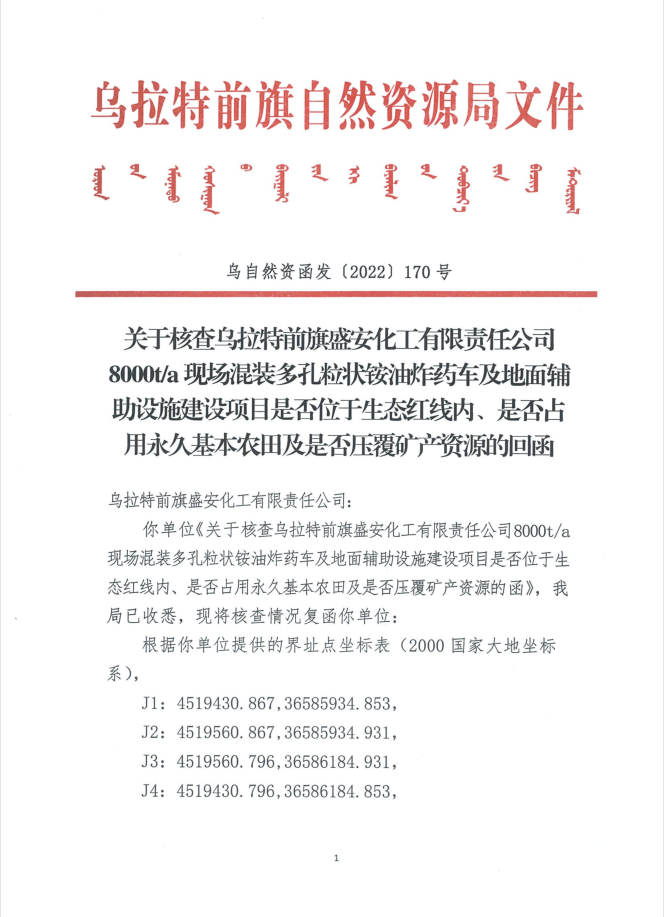 乌拉特前旗自然资源局文件
乌自然资函发〔2022〕170 号
关于核查乌拉特前旗盛安化工有限责任公司
8000t/a 现场混装多孔粒状铵油炸药车及地面辅
助设施建设项目是否位于生态红线内、是否占
用永久基本农田及是否压覆矿产资源的回函
乌拉特前旗盛安化工有限责任公司：
你单位《关于核查乌拉特前旗盛安化工有限责任公司8000t/a
现场混装多孔粒状铵油炸药车及地面辅助设施建设项目是否位于生
态红线内、是否占用永久基本农田及是否压覆矿产资源的函》，我
局已收悉，现将核查情况复函你单位：
根据你单位提供的界址点坐标表（2000 国家大地坐标
系），
J1：4519430.867,36585934.853，
J2：4519560.867,36585934.931，
J3：4519560.796,36586184.931，
J4：4519430.796,36586184.853，
1